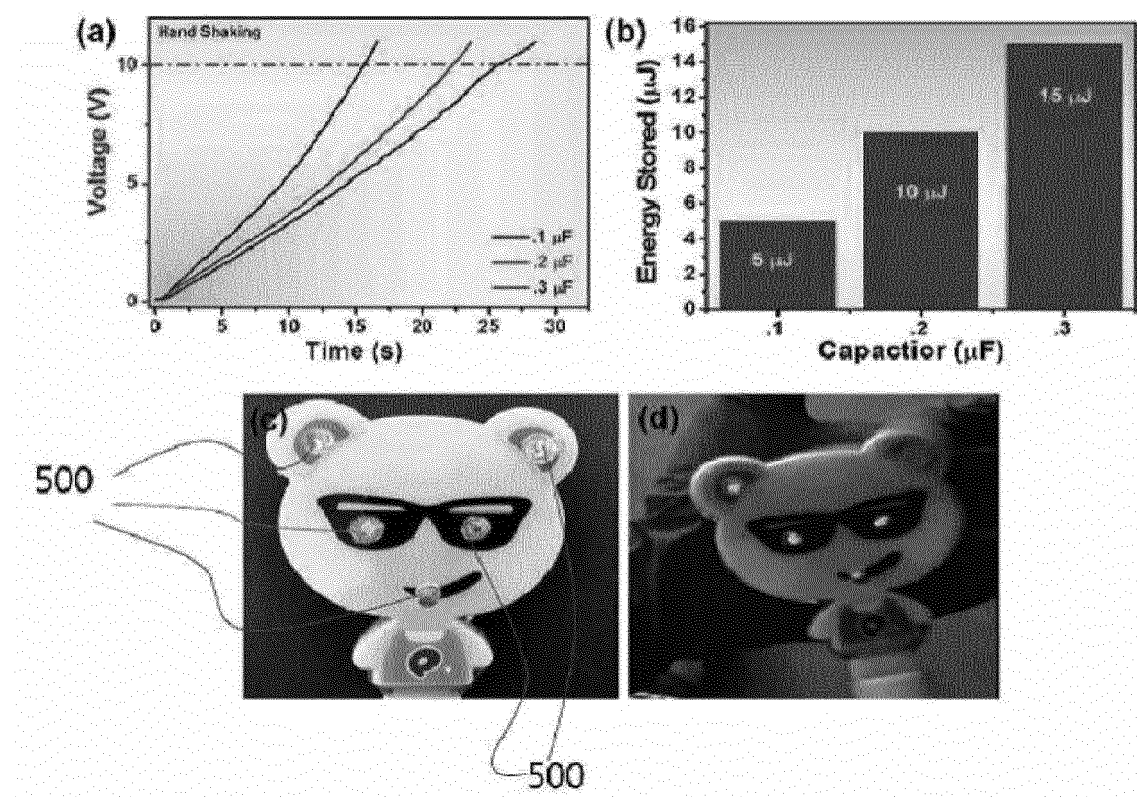 (a)
Hand Shaking
10
5
0
Voltage (V)
.1 µF
.2 µF
.3 µF
0 5 10 15 20 25 30
Time (s)
(b)
16
14
12
10
8
6
4
2
0
Energy Stored (µJ)
5 µJ
10 µJ
15 µJ
.1 .2 .3
Capactior (µF)
(c)
(d)
500
500